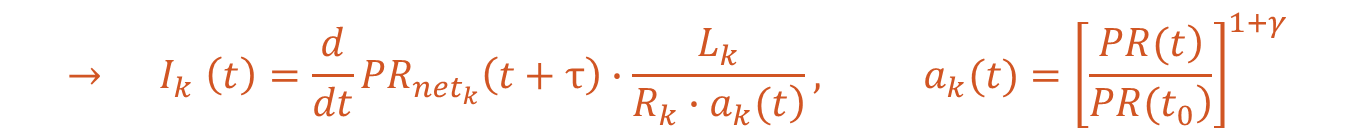 → I_k (t) = d/dt PR_{net_k}(t + τ) · L_k / (R_k · a_k(t)), a_k(t) = [PR(t) / PR(t_0)]^{1+γ}